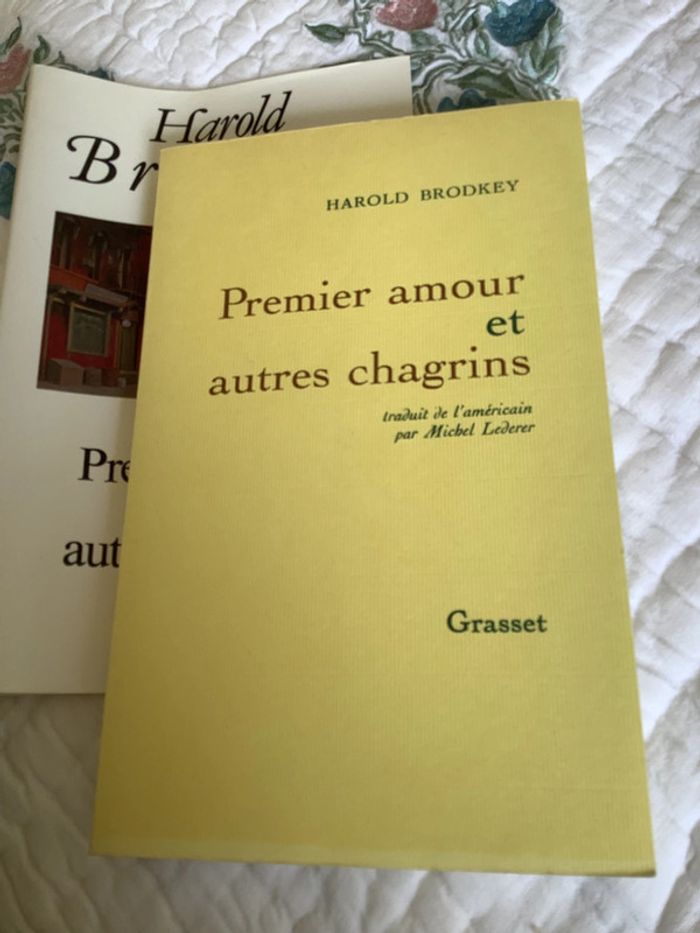 Harold
HAROLD BRODKEY
Premier amour
et
autres chagrins
traduit de l'américain
par Michel Lederer
Grasset